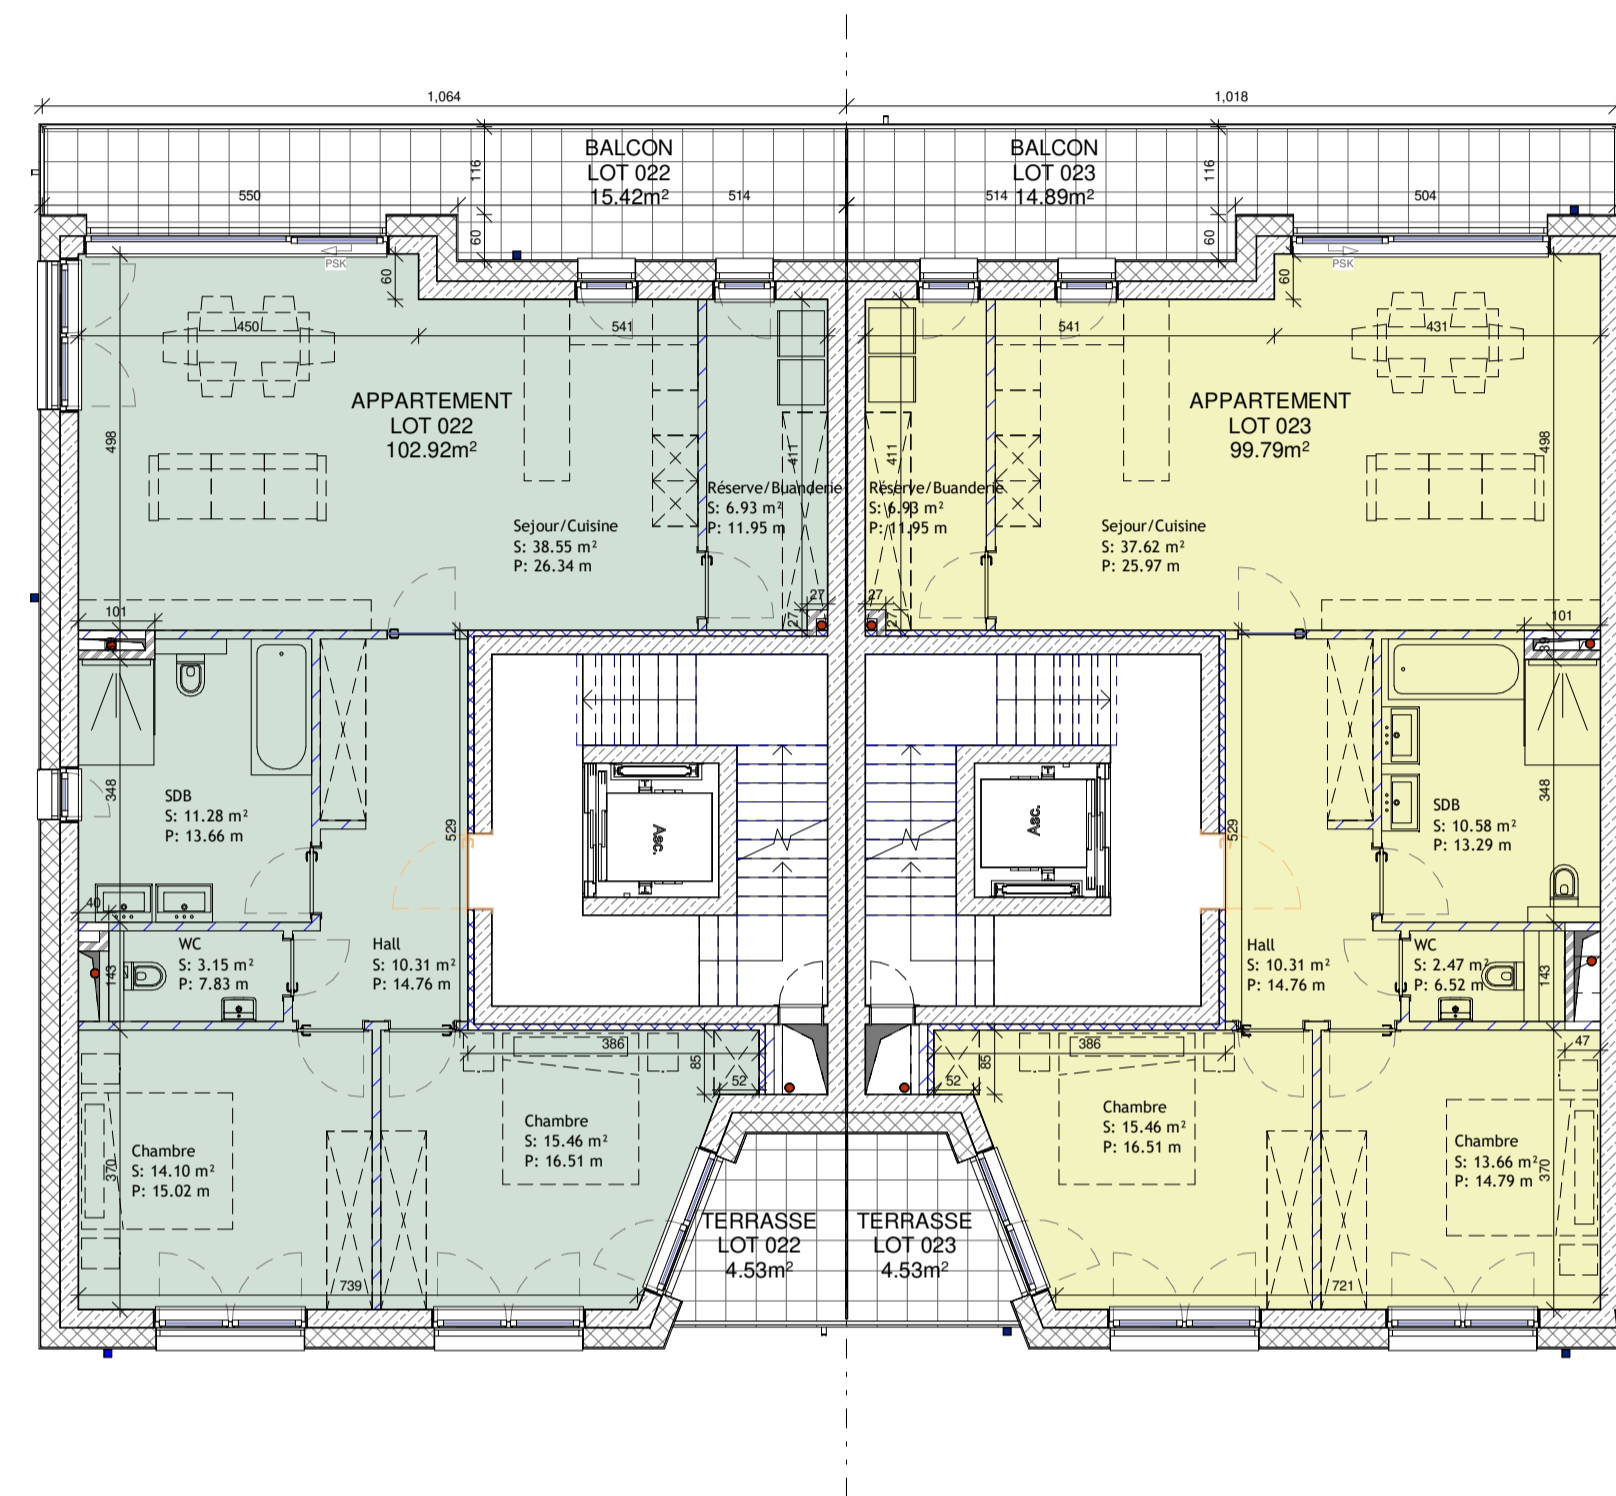 1,064
1,018
BALCON
LOT 022
15.42m²
BALCON
LOT 023
14.89m²
116
116
550
514
514
504
60
60
PSK
PSK
60
60
450
541
541
431
APPARTEMENT
LOT 022
102.92m²
APPARTEMENT
LOT 023
99.79m²
498
411
411
498
Réserve/Buanderie
S: 6.93 m²
P: 11.95 m
Réserve/Buanderie
S: 6.93 m²
P: 11.95 m
Sejour/Cuisine
S: 38.55 m²
P: 26.34 m
Sejour/Cuisine
S: 37.62 m²
P: 25.97 m
101
27
27
27
27
101
348
SDB
S: 11.28 m²
P: 13.66 m
529
Asc.
Asc.
529
SDB
S: 10.58 m²
P: 13.29 m
348
40
WC
S: 3.15 m²
P: 7.83 m
143
Hall
S: 10.31 m²
P: 14.76 m
Hall
S: 10.31 m²
P: 14.76 m
WC
S: 2.47 m²
P: 6.52 m
143
386
85
52
386
85
52
47
Chambre
S: 14.10 m²
P: 15.02 m
370
Chambre
S: 15.46 m²
P: 16.51 m
Chambre
S: 15.46 m²
P: 16.51 m
Chambre
S: 13.66 m²
P: 14.79 m
370
TERRASSE
LOT 022
4.53m²
TERRASSE
LOT 023
4.53m²
739
721